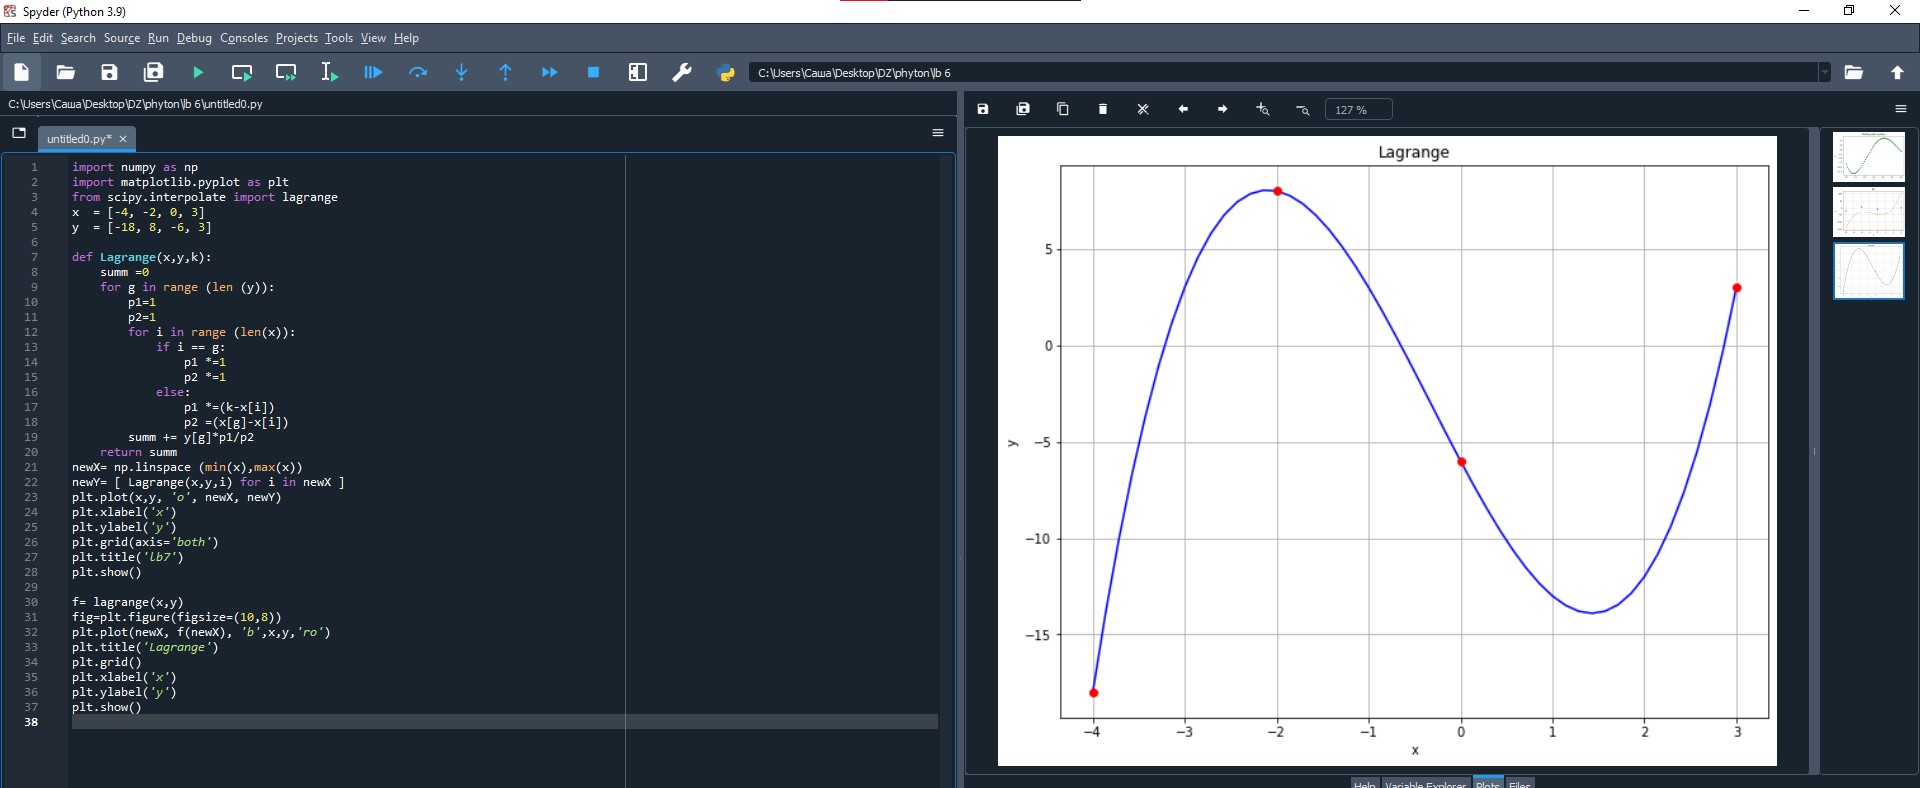 Spyder (Python 3.9)
File Edit Search Source Run Debug Consoles Projects Tools View Help
C:\Users\Саша\Desktop\DZ\phyton\lb 6
C:\Users\Саша\Desktop\DZ\phyton\lb 6\untitled0.py
127 %
untitled0.py*
1 import numpy as np
2 import matplotlib.pyplot as plt
3 from scipy.interpolate import lagrange
4 x = [-4, -2, 0, 3]
5 y = [-18, 8, -6, 3]
6
7 def Lagrange(x,y,k):
8 summ =0
9 for g in range (len (y)):
10 p1=1
11 p2=1
12 for i in range (len(x)):
13 if i == g:
14 p1 *=1
15 p2 *=1
16 else:
17 p1 *=(k-x[i])
18 p2 =(x[g]-x[i])
19 summ += y[g]*p1/p2
20 return summ
21 newX= np.linspace (min(x),max(x))
22 newY= [ Lagrange(x,y,i) for i in newX ]
23 plt.plot(x,y, 'o', newX, newY)
24 plt.xlabel('x')
25 plt.ylabel('y')
26 plt.grid(axis='both')
27 plt.title('lb7')
28 plt.show()
29
30 f= lagrange(x,y)
31 fig=plt.figure(figsize=(10,8))
32 plt.plot(newX, f(newX), 'b',x,y,'ro')
33 plt.title('Lagrange')
34 plt.grid()
35 plt.xlabel('x')
36 plt.ylabel('y')
37 plt.show()
38
Lagrange
5
0
−5
−10
−15
y
−4 −3 −2 −1 0 1 2 3
x
Help Variable Explorer Plots Files